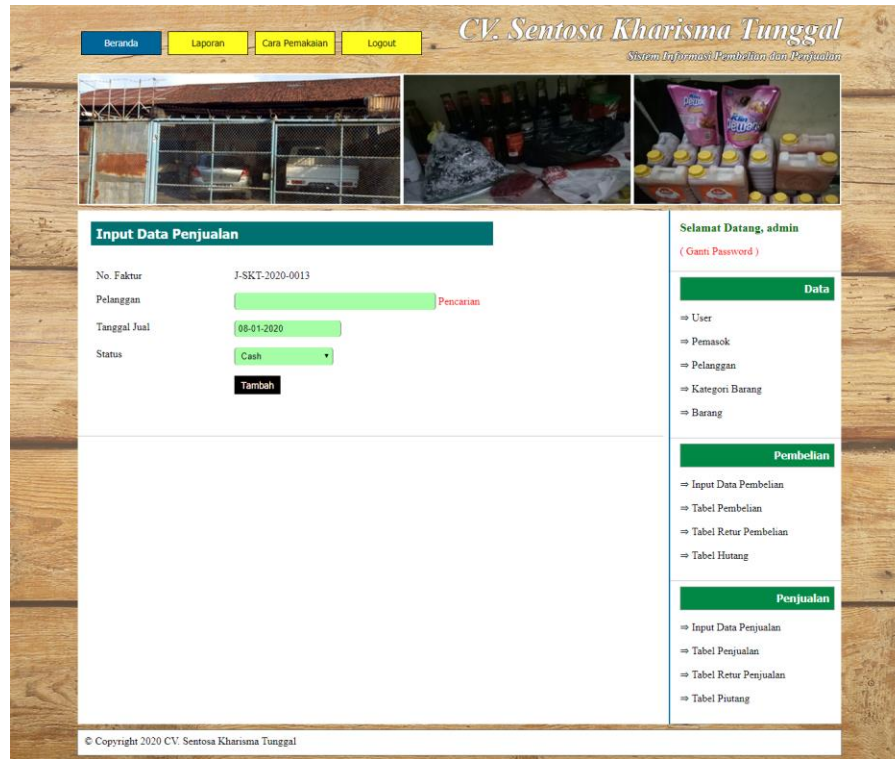 Beranda
Laporan
Cara Pemakaian
Logout
CV. Sentosa Kharisma Tunggal
Sistem Informasi Pembelian dan Penjualan
Input Data Penjualan
No. Faktur J-SKT-2020-0013
Pelanggan Pencarian
Tanggal Jual 08-01-2020
Status Cash
Tambah
Selamat Datang, admin
( Ganti Password )
Data
⇒ User
⇒ Pemasok
⇒ Pelanggan
⇒ Kategori Barang
⇒ Barang
Pembelian
⇒ Input Data Pembelian
⇒ Tabel Pembelian
⇒ Tabel Retur Pembelian
⇒ Tabel Hutang
Penjualan
⇒ Input Data Penjualan
⇒ Tabel Penjualan
⇒ Tabel Retur Penjualan
⇒ Tabel Piutang
© Copyright 2020 CV. Sentosa Kharisma Tunggal